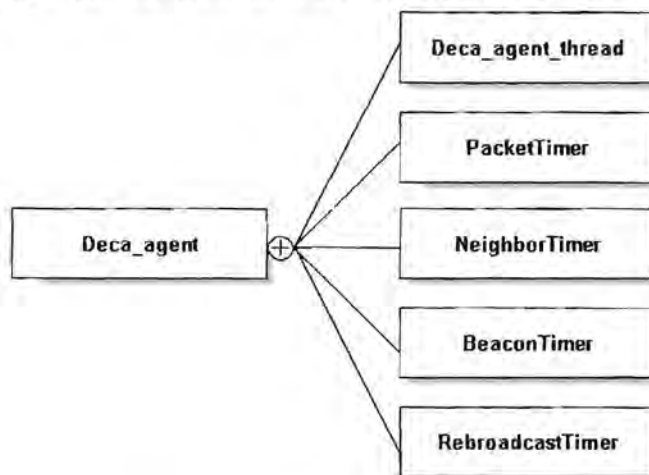 Deca_agent_thread
PacketTimer
Deca_agent
NeighborTimer
BeaconTimer
RebroadcastTimer